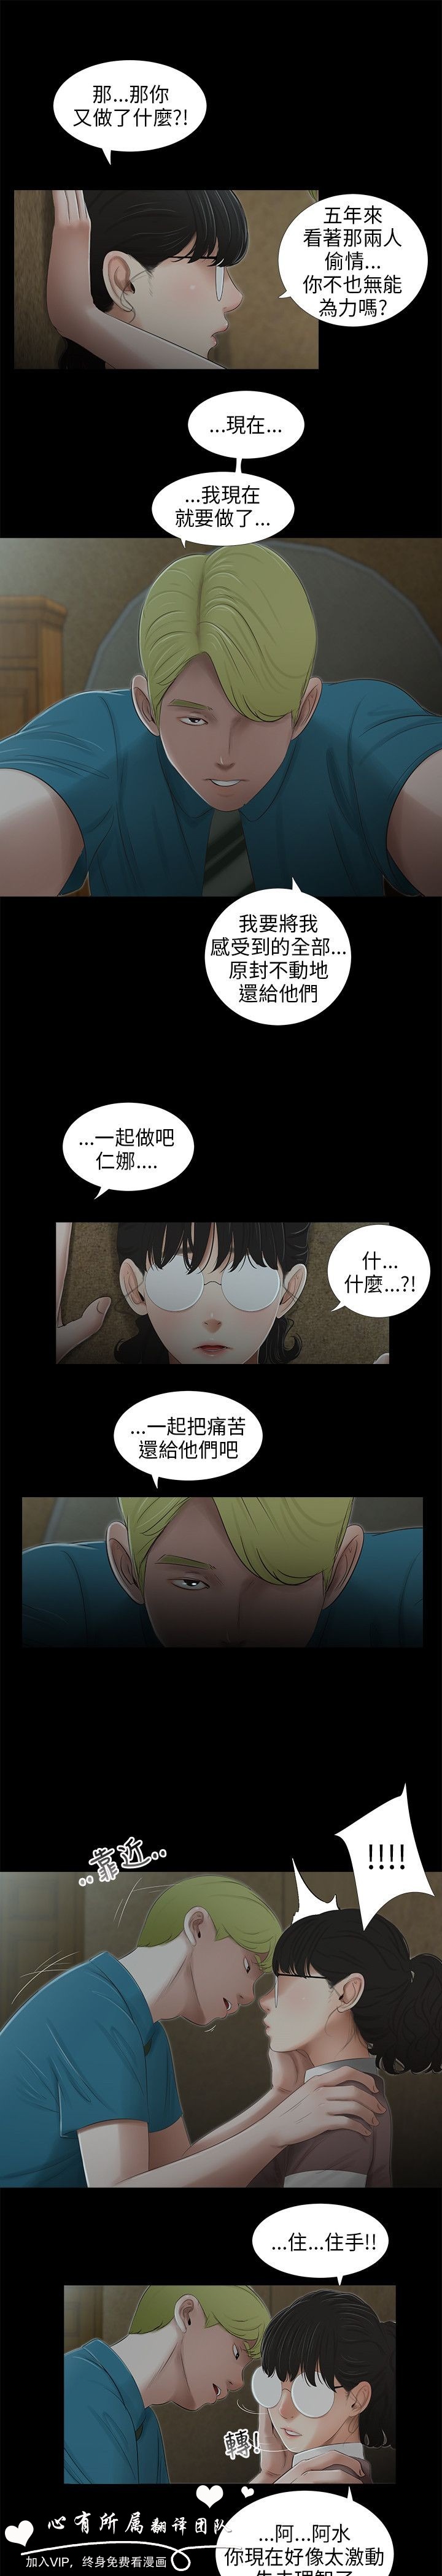 那...那你
又做了什麼?!
五年來
看著那兩人
偷情...
你不也無能
為力嗎?
...現在...
...我現在
就要做了...
我要將我
感受到的全部...
原封不動地
還給他們
...一起做吧
仁娜....
什...
什麼...?!
...一起把痛苦
還給他們吧
!!!!
..靠近..
...住...住手!!
轉!
心有所属翻译团队
加入VIP，终身免费看漫画
...阿...阿水
你現在好像太激動